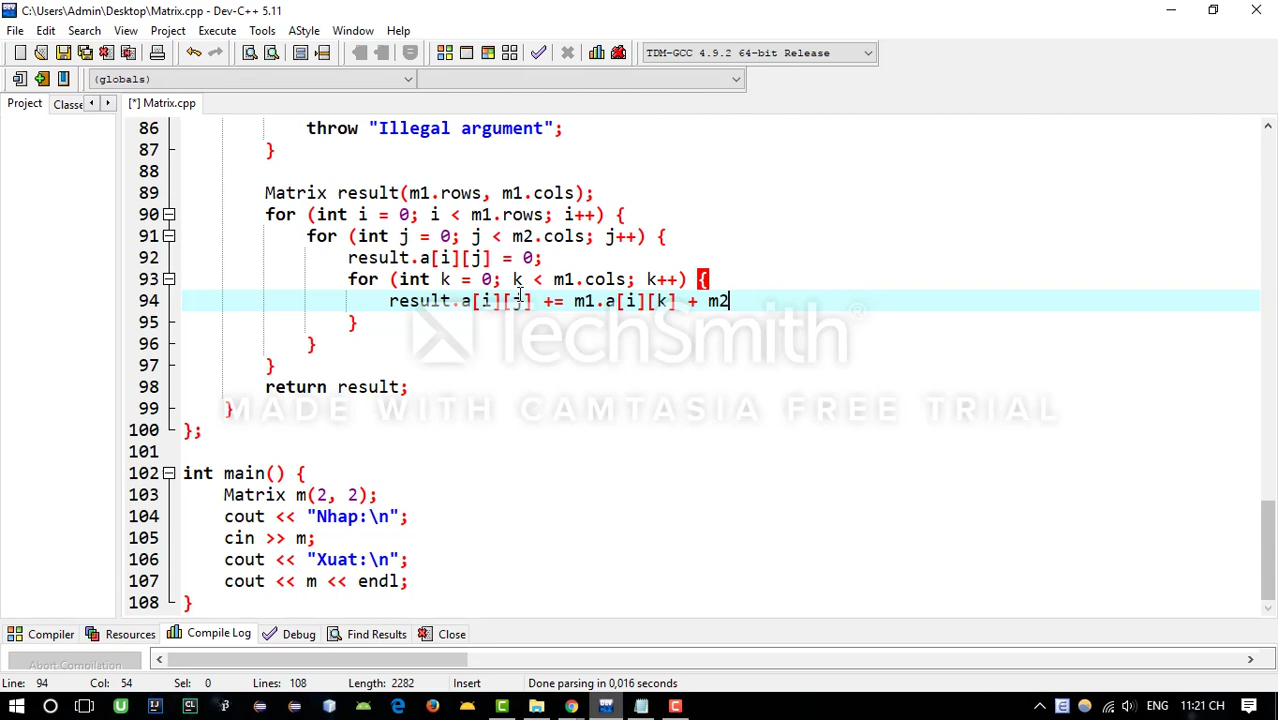 C:\Users\Admin\Desktop\Matrix.cpp - Dev-C++ 5.11
File Edit Search View Project Execute Tools AStyle Window Help
TDM-GCC 4.9.2 64-bit Release
(globals)
Project Classe [*] Matrix.cpp
86 throw "Illegal argument";
87 }
88
89 Matrix result(m1.rows, m1.cols);
90 for (int i = 0; i < m1.rows; i++) {
91 for (int j = 0; j < m2.cols; j++) {
92 result.a[i][j] = 0;
93 for (int k = 0; k < m1.cols; k++) {
94 result.a[i][j] += m1.a[i][k] + m2
95 }
96 }
97 }
98 return result;
99 }
100 };
101
102 int main() {
103 Matrix m(2, 2);
104 cout << "Nhap:\n";
105 cin >> m;
106 cout << "Xuat:\n";
107 cout << m << endl;
108 }
TechSmith
MADE WITH CAMTASIA FREE TRIAL
Compiler Resources Compile Log Debug Find Results Close
Abort Compilation
Line: 94 Col: 54 Sel: 0 Lines: 108 Length: 2282 Insert Done parsing in 0,016 seconds
ENG 11:21 CH